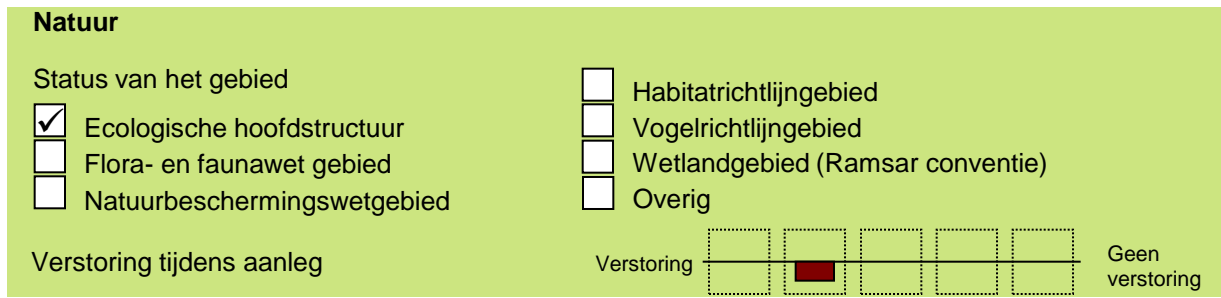 Natuur
Status van het gebied
Ecologische hoofdstructuur
Flora- en faunawet gebied
Natuurbeschermingswetgebied
Habitatrichtlijngebied
Vogelrichtlijngebied
Wetlandgebied (Ramsar conventie)
Overig
Verstoring tijdens aanleg
Verstoring
Geen
verstoring